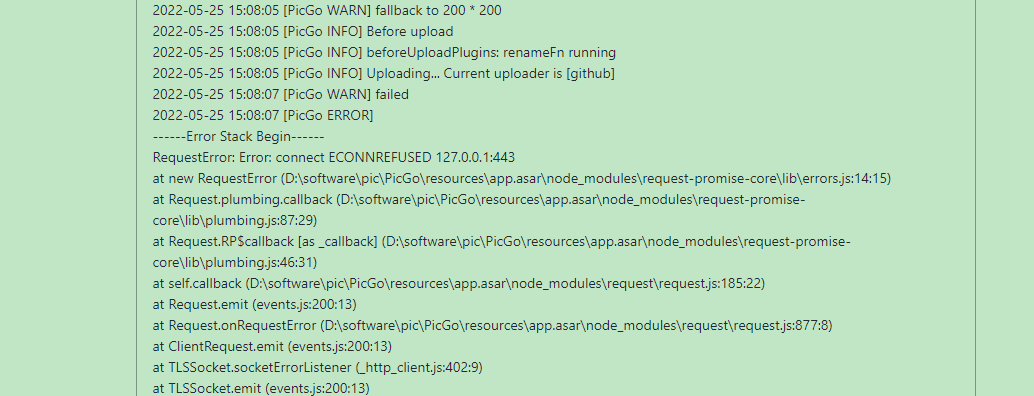 2022-05-25 15:08:05 [PicGo WARN] fallback to 200 * 200
2022-05-25 15:08:05 [PicGo INFO] Before upload
2022-05-25 15:08:05 [PicGo INFO] beforeUploadPlugins: renameFn running
2022-05-25 15:08:05 [PicGo INFO] Uploading... Current uploader is [github]
2022-05-25 15:08:07 [PicGo WARN] failed
2022-05-25 15:08:07 [PicGo ERROR]
------Error Stack Begin------
RequestError: Error: connect ECONNREFUSED 127.0.0.1:443
at new RequestError (D:\software\pic\PicGo\resources\app.asar\node_modules\request-promise-core\lib\errors.js:14:15)
at Request.plumbing.callback (D:\software\pic\PicGo\resources\app.asar\node_modules\request-promise-
core\lib\plumbing.js:87:29)
at Request.RP$callback [as _callback] (D:\software\pic\PicGo\resources\app.asar\node_modules\request-promise-
core\lib\plumbing.js:46:31)
at self.callback (D:\software\pic\PicGo\resources\app.asar\node_modules\request\request.js:185:22)
at Request.emit (events.js:200:13)
at Request.onRequestError (D:\software\pic\PicGo\resources\app.asar\node_modules\request\request.js:877:8)
at ClientRequest.emit (events.js:200:13)
at TLSSocket.socketErrorListener (_http_client.js:402:9)
at TLSSocket.emit (events.js:200:13)